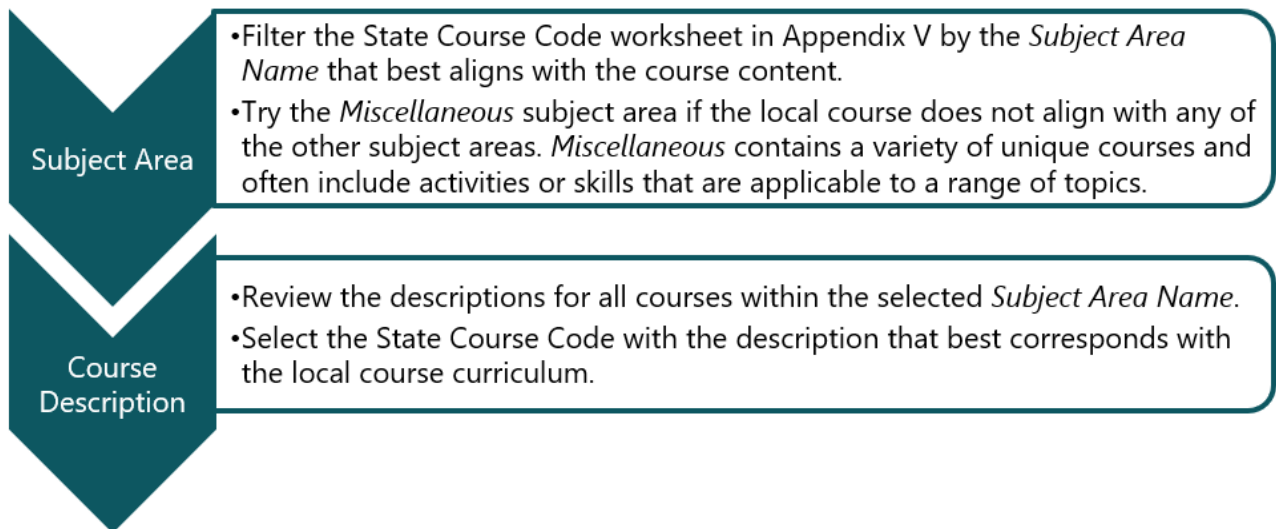 Subject Area
•Filter the State Course Code worksheet in Appendix V by the Subject Area
Name that best aligns with the course content.
•Try the Miscellaneous subject area if the local course does not align with any of
the other subject areas. Miscellaneous contains a variety of unique courses and
often include activities or skills that are applicable to a range of topics.
Course
Description
•Review the descriptions for all courses within the selected Subject Area Name.
•Select the State Course Code with the description that best corresponds with
the local course curriculum.